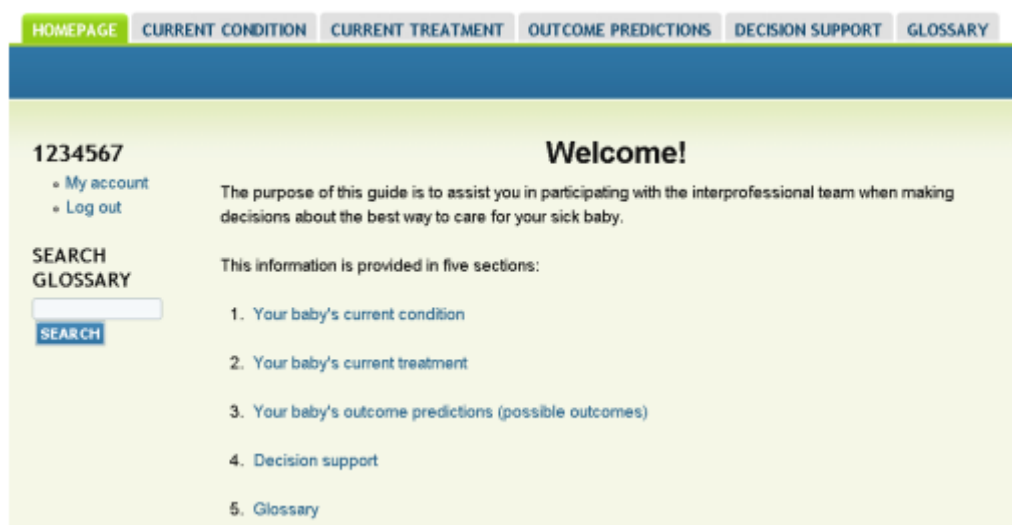 HOMEPAGE CURRENT CONDITION CURRENT TREATMENT OUTCOME PREDICTIONS DECISION SUPPORT GLOSSARY
1234567
My account
Log out
SEARCH
GLOSSARY
SEARCH
Welcome!
The purpose of this guide is to assist you in participating with the interprofessional team when making
decisions about the best way to care for your sick baby.
This information is provided in five sections:
1. Your baby's current condition
2. Your baby's current treatment
3. Your baby's outcome predictions (possible outcomes)
4. Decision support
5. Glossary